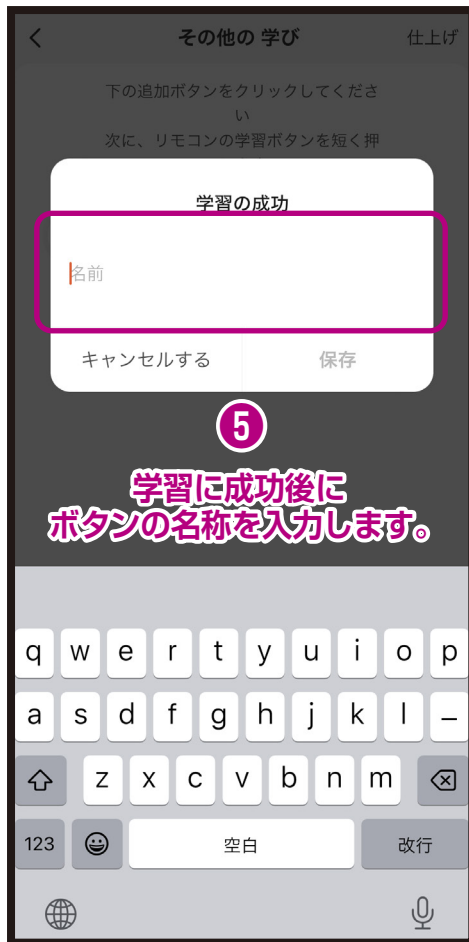 その他の 学び 仕上げ
下の追加ボタンをクリックしてくださ
い
次に、リモコンの学習ボタンを短く押
学習の成功
名前
キャンセルする 保存
5
学習に成功後に
ボタンの名称を入力します。
q w e r t y u i o p
a s d f g h j k l –
z x c v b n m
123 空白 改行